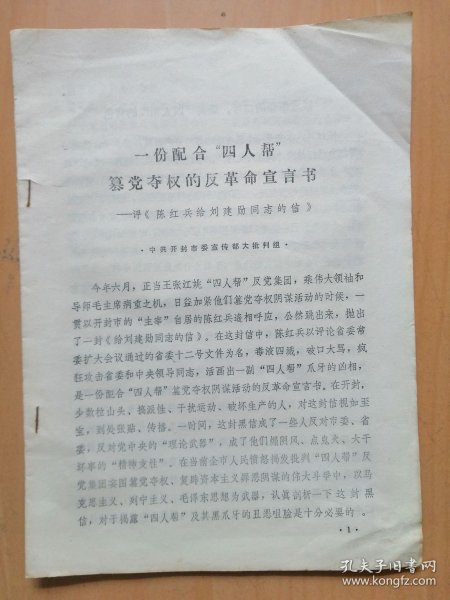 一份配合“四人帮”
篡党夺权的反革命宣言书
——评《陈红兵给刘建勋同志的信》
·中共开封市委宣传部大批判组·
今年六月，正当王张江姚“四人帮”反党集团，乘伟大领袖和
导师毛主席病重之机，日益加紧他们篡党夺权阴谋活动的时候，一
贯以开封市的“主宰”自居的陈红兵遥相呼应，公然跳出来，抛出
了一封《给刘建勋同志的信》。在这封信中，陈红兵以评论省委常
委扩大会议通过的省委十二号文件为名，毒液四溅，破口大骂，疯
狂攻击省委和中央领导同志，活画出一副“四人帮”爪牙的凶相，
是一份配合“四人帮”篡党夺权阴谋活动的反革命宣言书。在开封，
少数拉山头、搞派性、干扰运动、破坏生产的人，对这封信视如至
宝，到处张贴、传播。一时间，这封黑信成了一些人反对市委、省
委，反对党中央的“理论武器”，成了他们煽阴风、点鬼火、大干
坏事的“精神支柱”。在当前全市人民愤怒揭发批判“四人帮”反
党集团妄图篡党夺权、复辟资本主义罪恶阴谋的伟大斗争中，以马
克思主义、列宁主义、毛泽东思想为武器，认真剖析一下这封黑
信，对于揭露“四人帮”及其黑爪牙的丑恶咀脸是十分必要的。
·1·
孔夫子旧书网
book.kongfz.com